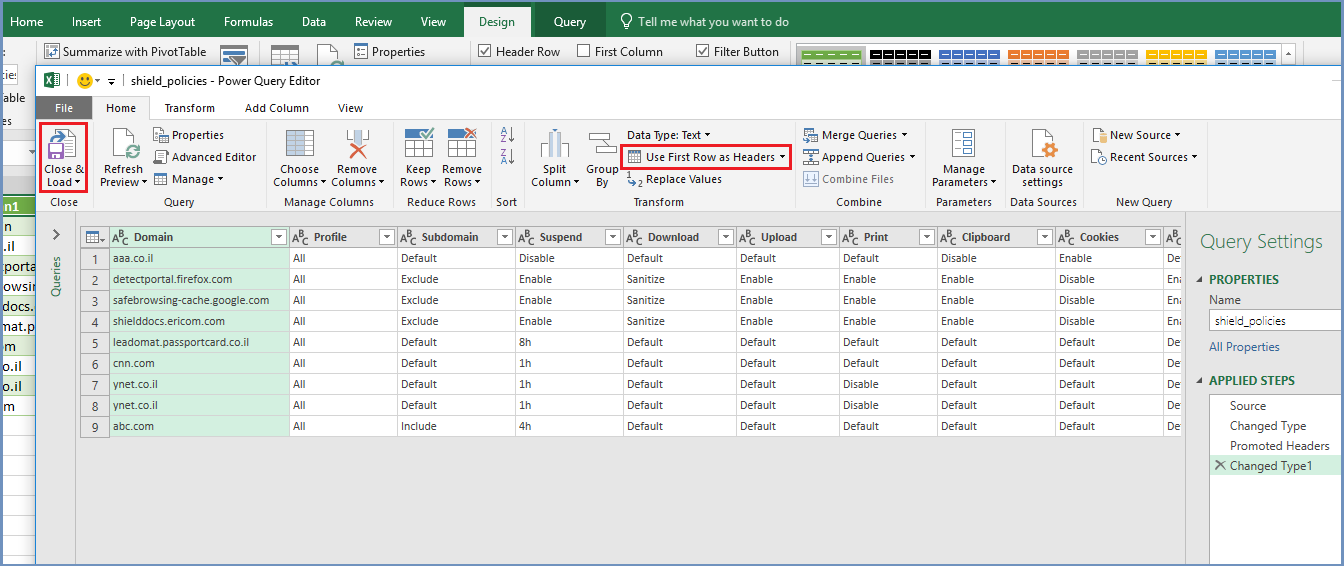 Home Insert Page Layout Formulas Data Review View Design Query Tell me what you want to do
Summarize with PivotTable Properties Header Row First Column Filter Button
shield_policies - Power Query Editor
File Home Transform Add Column View
Close & Load
Refresh Preview
Properties
Advanced Editor
Manage
Choose Columns
Remove Columns
Keep Rows
Remove Rows
Split Column
Group By
Data Type: Text
Use First Row as Headers
Replace Values
Merge Queries
Append Queries
Combine Files
Manage Parameters
Data source settings
New Source
Recent Sources
Close Query Manage Columns Reduce Rows Sort Transform Combine Parameters Data Sources New Query
Queries
Domain Profile Subdomain Suspend Download Upload Print Clipboard Cookies
1 aaa.co.il All Default Disable Default Default Default Disable Enable De
2 detectportal.firefox.com All Exclude Enable Sanitize Enable Enable Enable Disable Ena
3 safebrowsing-cache.google.com All Exclude Enable Sanitize Enable Enable Enable Disable Ena
4 shielddocs.ericom.com All Exclude Enable Sanitize Enable Enable Enable Disable Ena
5 leadomat.passportcard.co.il All Default 8h Default Default Default Default Default Def
6 cnn.com All Default 1h Default Default Default Default Default Def
7 ynet.co.il All Default 1h Default Default Disable Default Default Def
8 ynet.co.il All Default 1h Default Default Disable Default Default Def
9 abc.com All Include 4h Default Default Default Default Default Def
Query Settings
PROPERTIES
Name
shield_policies
All Properties
APPLIED STEPS
Source
Changed Type
Promoted Headers
Changed Type1